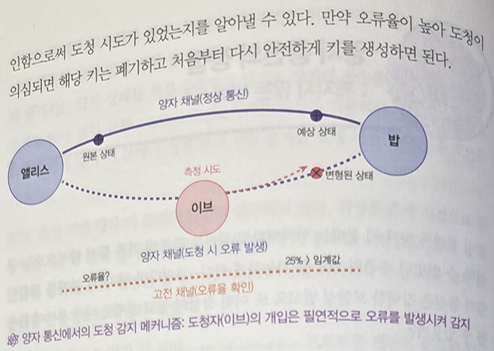 인함으로써 도청 시도가 있었는지를 알아낼 수 있다. 만약 오류율이 높아 도청이
의심되면 해당 키는 폐기하고 처음부터 다시 안전하게 키를 생성하면 된다.
양자 채널(정상 통신)
원본 상태
예상 상태
앨리스
밥
측정 시도
변형된 상태
이브
양자 채널(도청 시 오류 발생)
오류율?
25% > 임계값
고전 채널(오류율 확인)
양자 통신에서의 도청 감지 메커니즘: 도청자(이브)의 개입은 필연적으로 오류를 발생시켜 감지